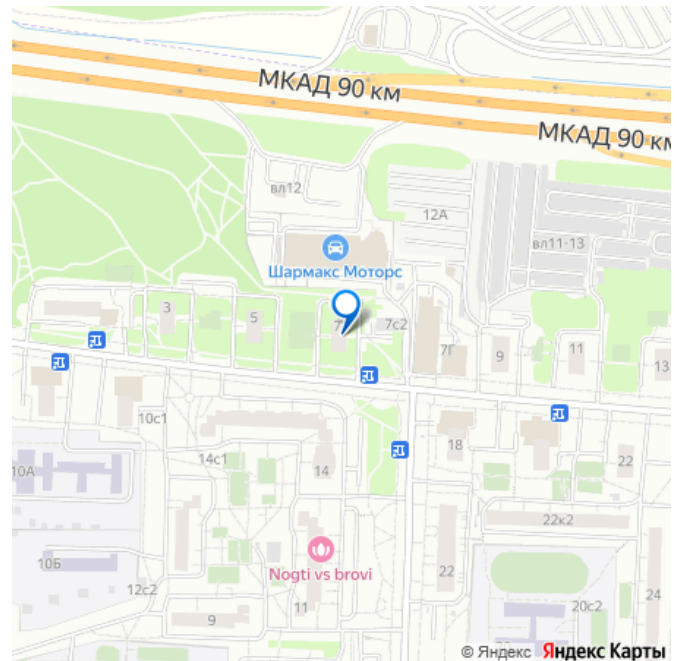 МКАД 90 км
МКАД 90 км
вл12
12А
вл11-13
Шармакс Моторс
3
5
7
7с2
7Г
9
11
13
10с1
18
14с1
14
22
10А
22к2
10Б
Nogti vs brovi
22
12с2
11
9
20с2
24
© Яндекс Яндекс Карты